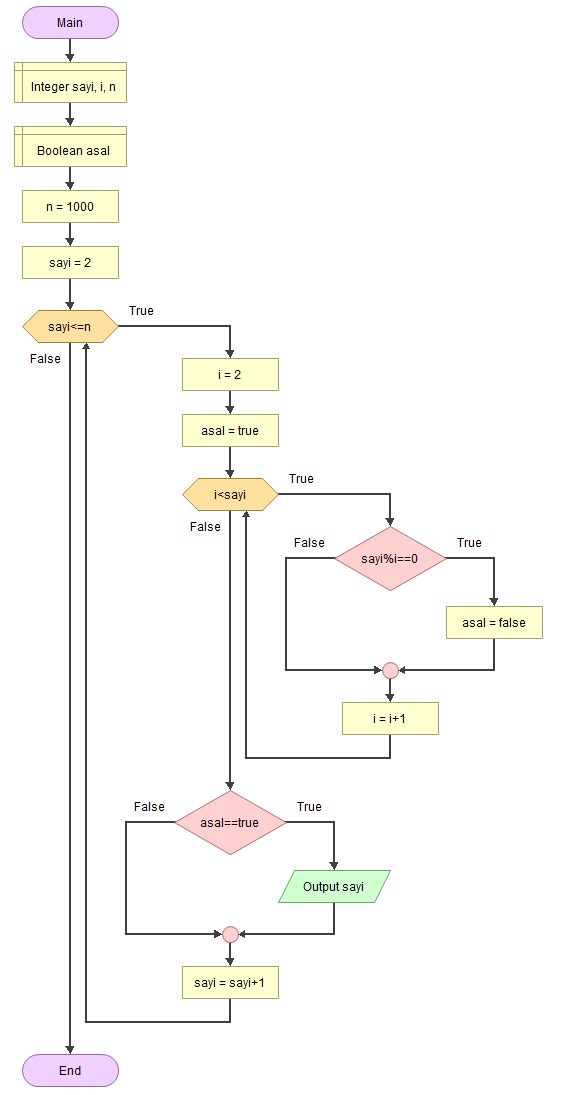 Main
Integer sayi, i, n
Boolean asal
n = 1000
sayi = 2
sayi<=n
True
False
i = 2
asal = true
i<sayi
True
False
sayi%i==0
False
True
asal = false
i = i+1
asal==true
False
True
Output sayi
sayi = sayi+1
End